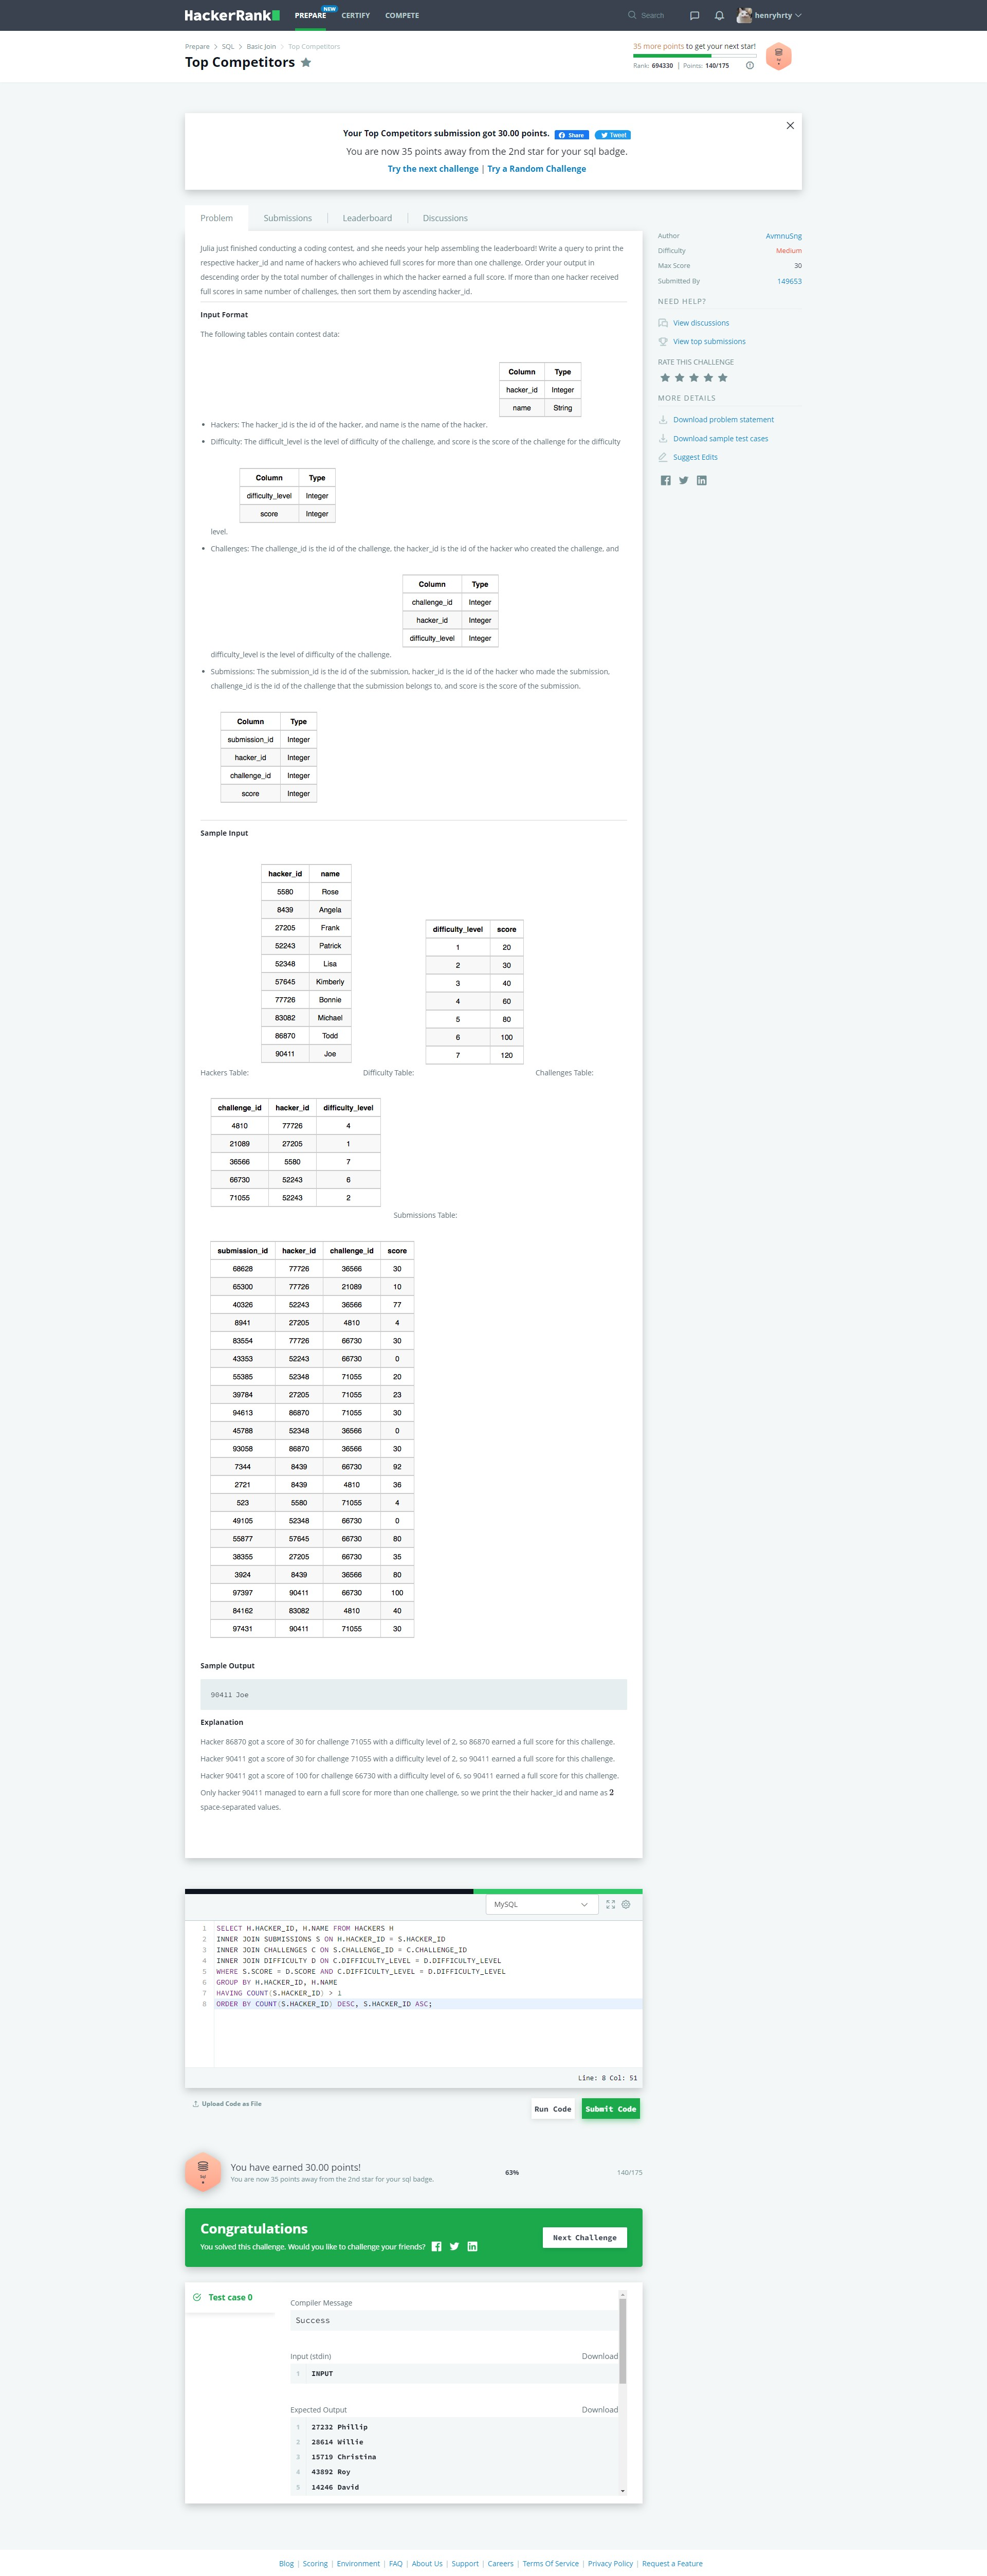 HackerRank
PREPARE
NEW
CERTIFY
COMPETE
Search
henryhrty
Prepare > SQL > Basic Join > Top Competitors
Top Competitors
35 more points to get your next star!
Rank: 694330 | Points: 140/175
Your Top Competitors submission got 30.00 points. Share Tweet
You are now 35 points away from the 2nd star for your sql badge.
Try the next challenge | Try a Random Challenge
Problem
Submissions
Leaderboard
Discussions
Julia just finished conducting a coding contest, and she needs your help assembling the leaderboard! Write a query to print the
respective hacker_id and name of hackers who achieved full scores for more than one challenge. Order your output in
descending order by the total number of challenges in which the hacker earned a full score. If more than one hacker received
full scores in same number of challenges, then sort them by ascending hacker_id.
Input Format
The following tables contain contest data:
Column Type
hacker_id Integer
name String
• Hackers: The hacker_id is the id of the hacker, and name is the name of the hacker.
• Difficulty: The difficult_level is the level of difficulty of the challenge, and score is the score of the challenge for the difficulty
Column Type
difficulty_level Integer
score Integer
level.
• Challenges: The challenge_id is the id of the challenge, the hacker_id is the id of the hacker who created the challenge, and
Column Type
challenge_id Integer
hacker_id Integer
difficulty_level Integer
difficulty_level is the level of difficulty of the challenge.
• Submissions: The submission_id is the id of the submission, hacker_id is the id of the hacker who made the submission,
challenge_id is the id of the challenge that the submission belongs to, and score is the score of the submission.
Column Type
submission_id Integer
hacker_id Integer
challenge_id Integer
score Integer
Sample Input
hacker_id name
5580 Rose
8439 Angela
27205 Frank
52243 Patrick
52348 Lisa
57645 Kimberly
77726 Bonnie
83082 Michael
86870 Todd
90411 Joe
difficulty_level score
1 20
2 30
3 40
4 60
5 80
6 100
7 120
Hackers Table:
Difficulty Table:
Challenges Table:
challenge_id hacker_id difficulty_level
4810 77726 4
21089 27205 1
36566 5580 7
66730 52243 6
71055 52243 2
Submissions Table:
submission_id hacker_id challenge_id score
68628 77726 36566 30
65300 77726 21089 10
40326 52243 36566 77
8941 27205 4810 4
83554 77726 66730 30
43353 52243 66730 0
55385 52348 71055 20
39784 27205 71055 23
94613 86870 71055 30
45788 52348 36566 0
93058 86870 36566 30
7344 8439 66730 92
2721 8439 4810 36
523 5580 71055 4
49105 52348 66730 0
55877 57645 66730 80
38355 27205 66730 35
3924 8439 36566 80
97397 90411 66730 100
84162 83082 4810 40
97431 90411 71055 30
Sample Output
90411 Joe
Explanation
Hacker 86870 got a score of 30 for challenge 71055 with a difficulty level of 2, so 86870 earned a full score for this challenge.
Hacker 90411 got a score of 30 for challenge 71055 with a difficulty level of 2, so 90411 earned a full score for this challenge.
Hacker 90411 got a score of 100 for challenge 66730 with a difficulty level of 6, so 90411 earned a full score for this challenge.
Only hacker 90411 managed to earn a full score for more than one challenge, so we print the their hacker_id and name as 2
space-separated values.
Author AvmnuSng
Difficulty Medium
Max Score 30
Submitted By 149653
NEED HELP?
View discussions
View top submissions
RATE THIS CHALLENGE
MORE DETAILS
Download problem statement
Download sample test cases
Suggest Edits
MySQL
1 SELECT H.HACKER_ID, H.NAME FROM HACKERS H
2 INNER JOIN SUBMISSIONS S ON H.HACKER_ID = S.HACKER_ID
3 INNER JOIN CHALLENGES C ON S.CHALLENGE_ID = C.CHALLENGE_ID
4 INNER JOIN DIFFICULTY D ON C.DIFFICULTY_LEVEL = D.DIFFICULTY_LEVEL
5 WHERE S.SCORE = D.SCORE AND C.DIFFICULTY_LEVEL = D.DIFFICULTY_LEVEL
6 GROUP BY H.HACKER_ID, H.NAME
7 HAVING COUNT(S.HACKER_ID) > 1
8 ORDER BY COUNT(S.HACKER_ID) DESC, S.HACKER_ID ASC;
Line: 8 Col: 51
Upload Code as File
Run Code
Submit Code
Sql
You have earned 30.00 points!
You are now 35 points away from the 2nd star for your sql badge.
63%
140/175
Congratulations
You solved this challenge. Would you like to challenge your friends?
Next Challenge
Test case 0
Compiler Message
Success
Input (stdin) Download
1 INPUT
Expected Output Download
1 27232 Phillip
2 28614 Willie
3 15719 Christina
4 43892 Roy
5 14246 David
Blog | Scoring | Environment | FAQ | About Us | Support | Careers | Terms Of Service | Privacy Policy | Request a Feature